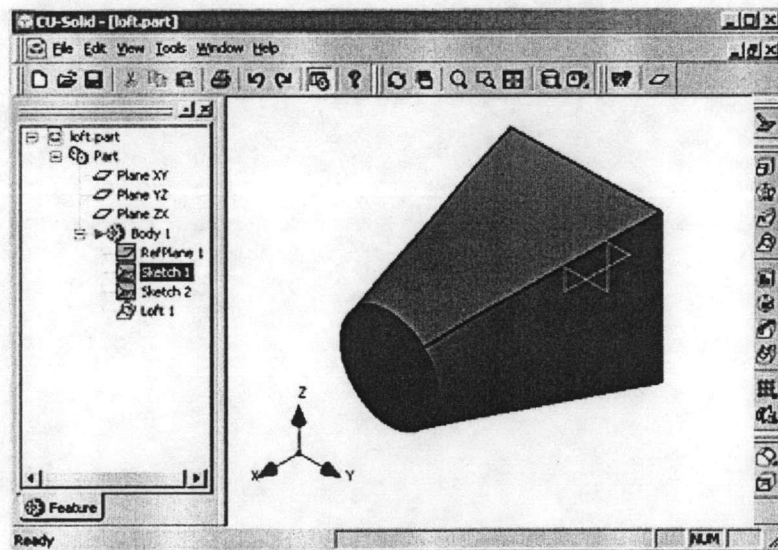 CU-Solid - [loft.part]
File Edit View Tools Window Help
loft.part
Part
Plane XY
Plane YZ
Plane ZX
Body 1
RefPlane 1
Sketch 1
Sketch 2
Loft 1
Z
X
Y
Feature
Ready
NUM